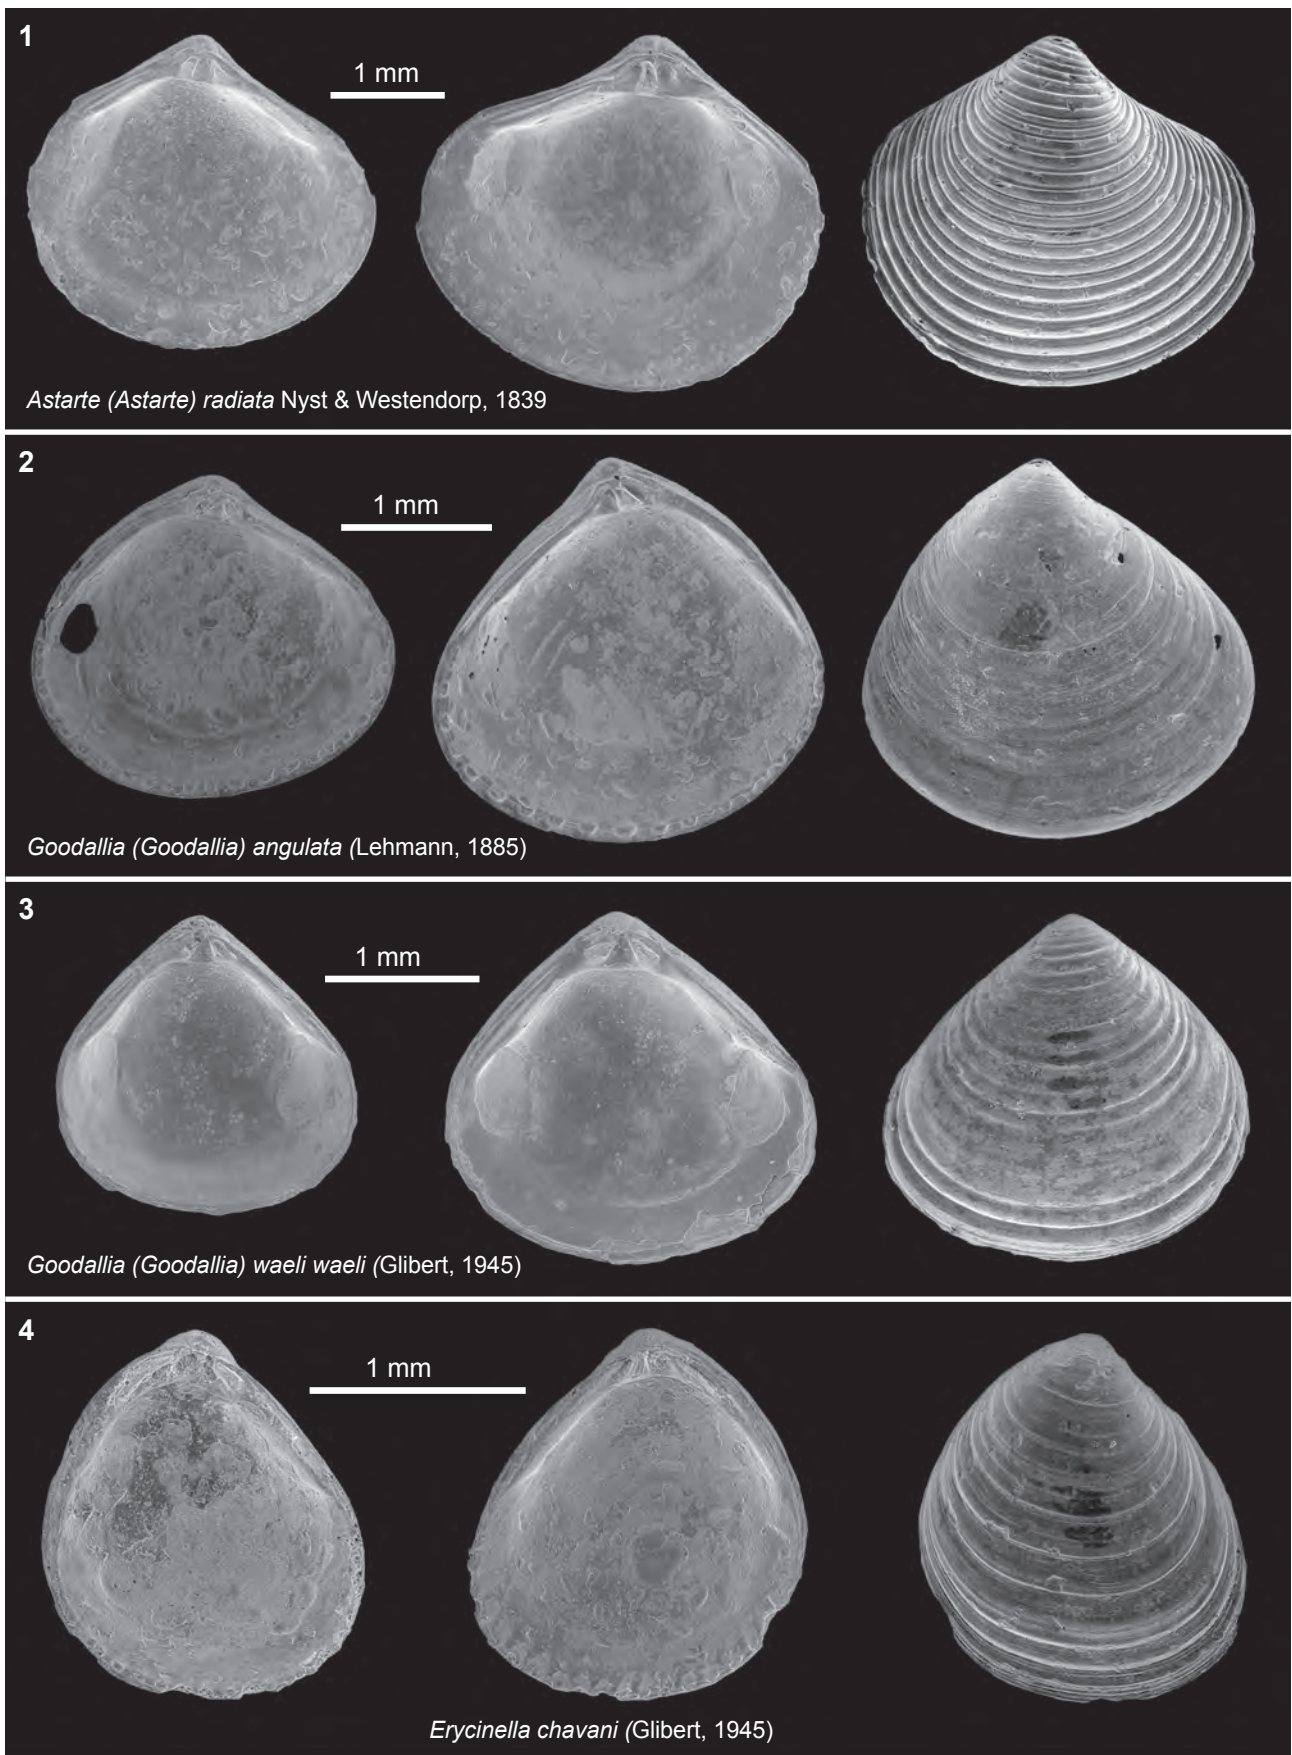 1
1 mm
Astarte (Astarte) radiata Nyst & Westendorp, 1839
2
1 mm
Goodallia (Goodallia) angulata (Lehmann, 1885)
3
1 mm
Goodallia (Goodallia) waeli waeli (Glibert, 1945)
4
1 mm
Erycinella chavani (Glibert, 1945)